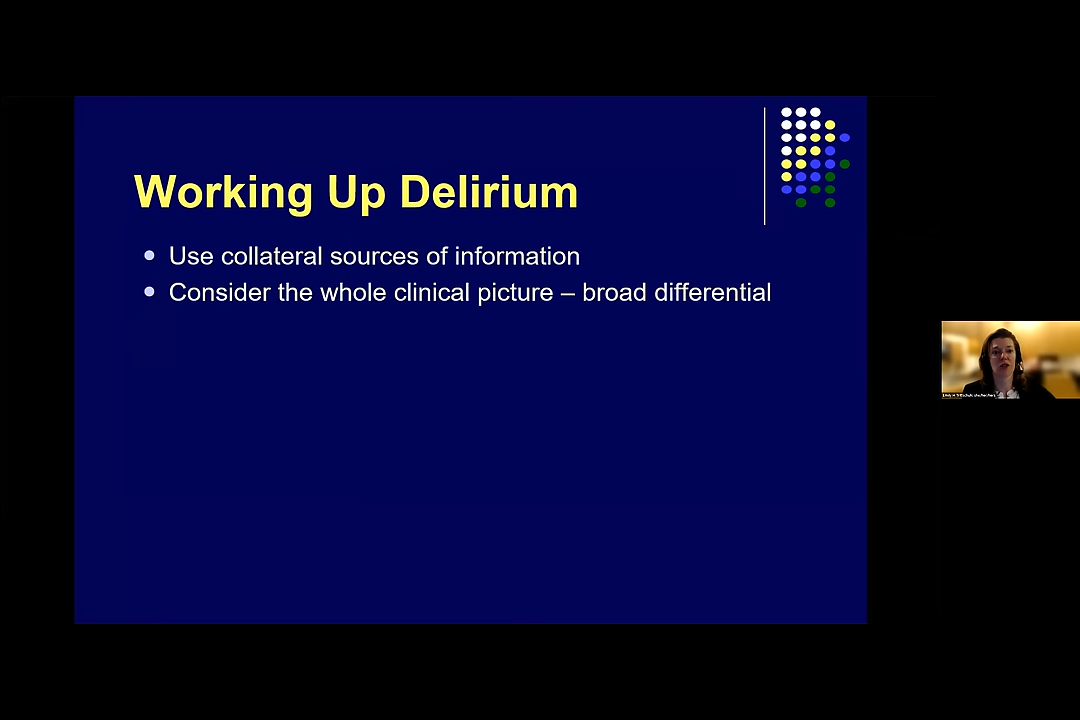 Working Up Delirium
Use collateral sources of information
Consider the whole clinical picture – broad differential